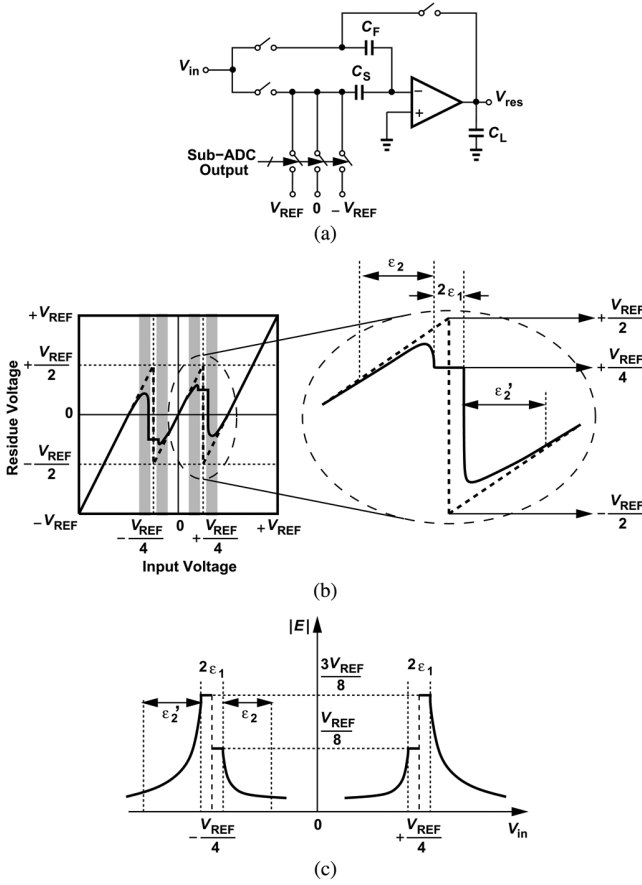 C_F
V_in
C_S
−
+
V_res
C_L
Sub−ADC
Output
V_REF 0 − V_REF
(a)
+ V_REF
+ V_REF/2
0
− V_REF/2
− V_REF
Residue Voltage
− V_REF/4 0 + V_REF/4 + V_REF
Input Voltage
ε_2
2ε_1
ε_2'
+ V_REF/2
+ V_REF/4
− V_REF/2
(b)
|E|
2ε_1 3V_REF/8 2ε_1
ε_2' ε_2 V_REF/8
− V_REF/4 0 + V_REF/4 V_in
(c)